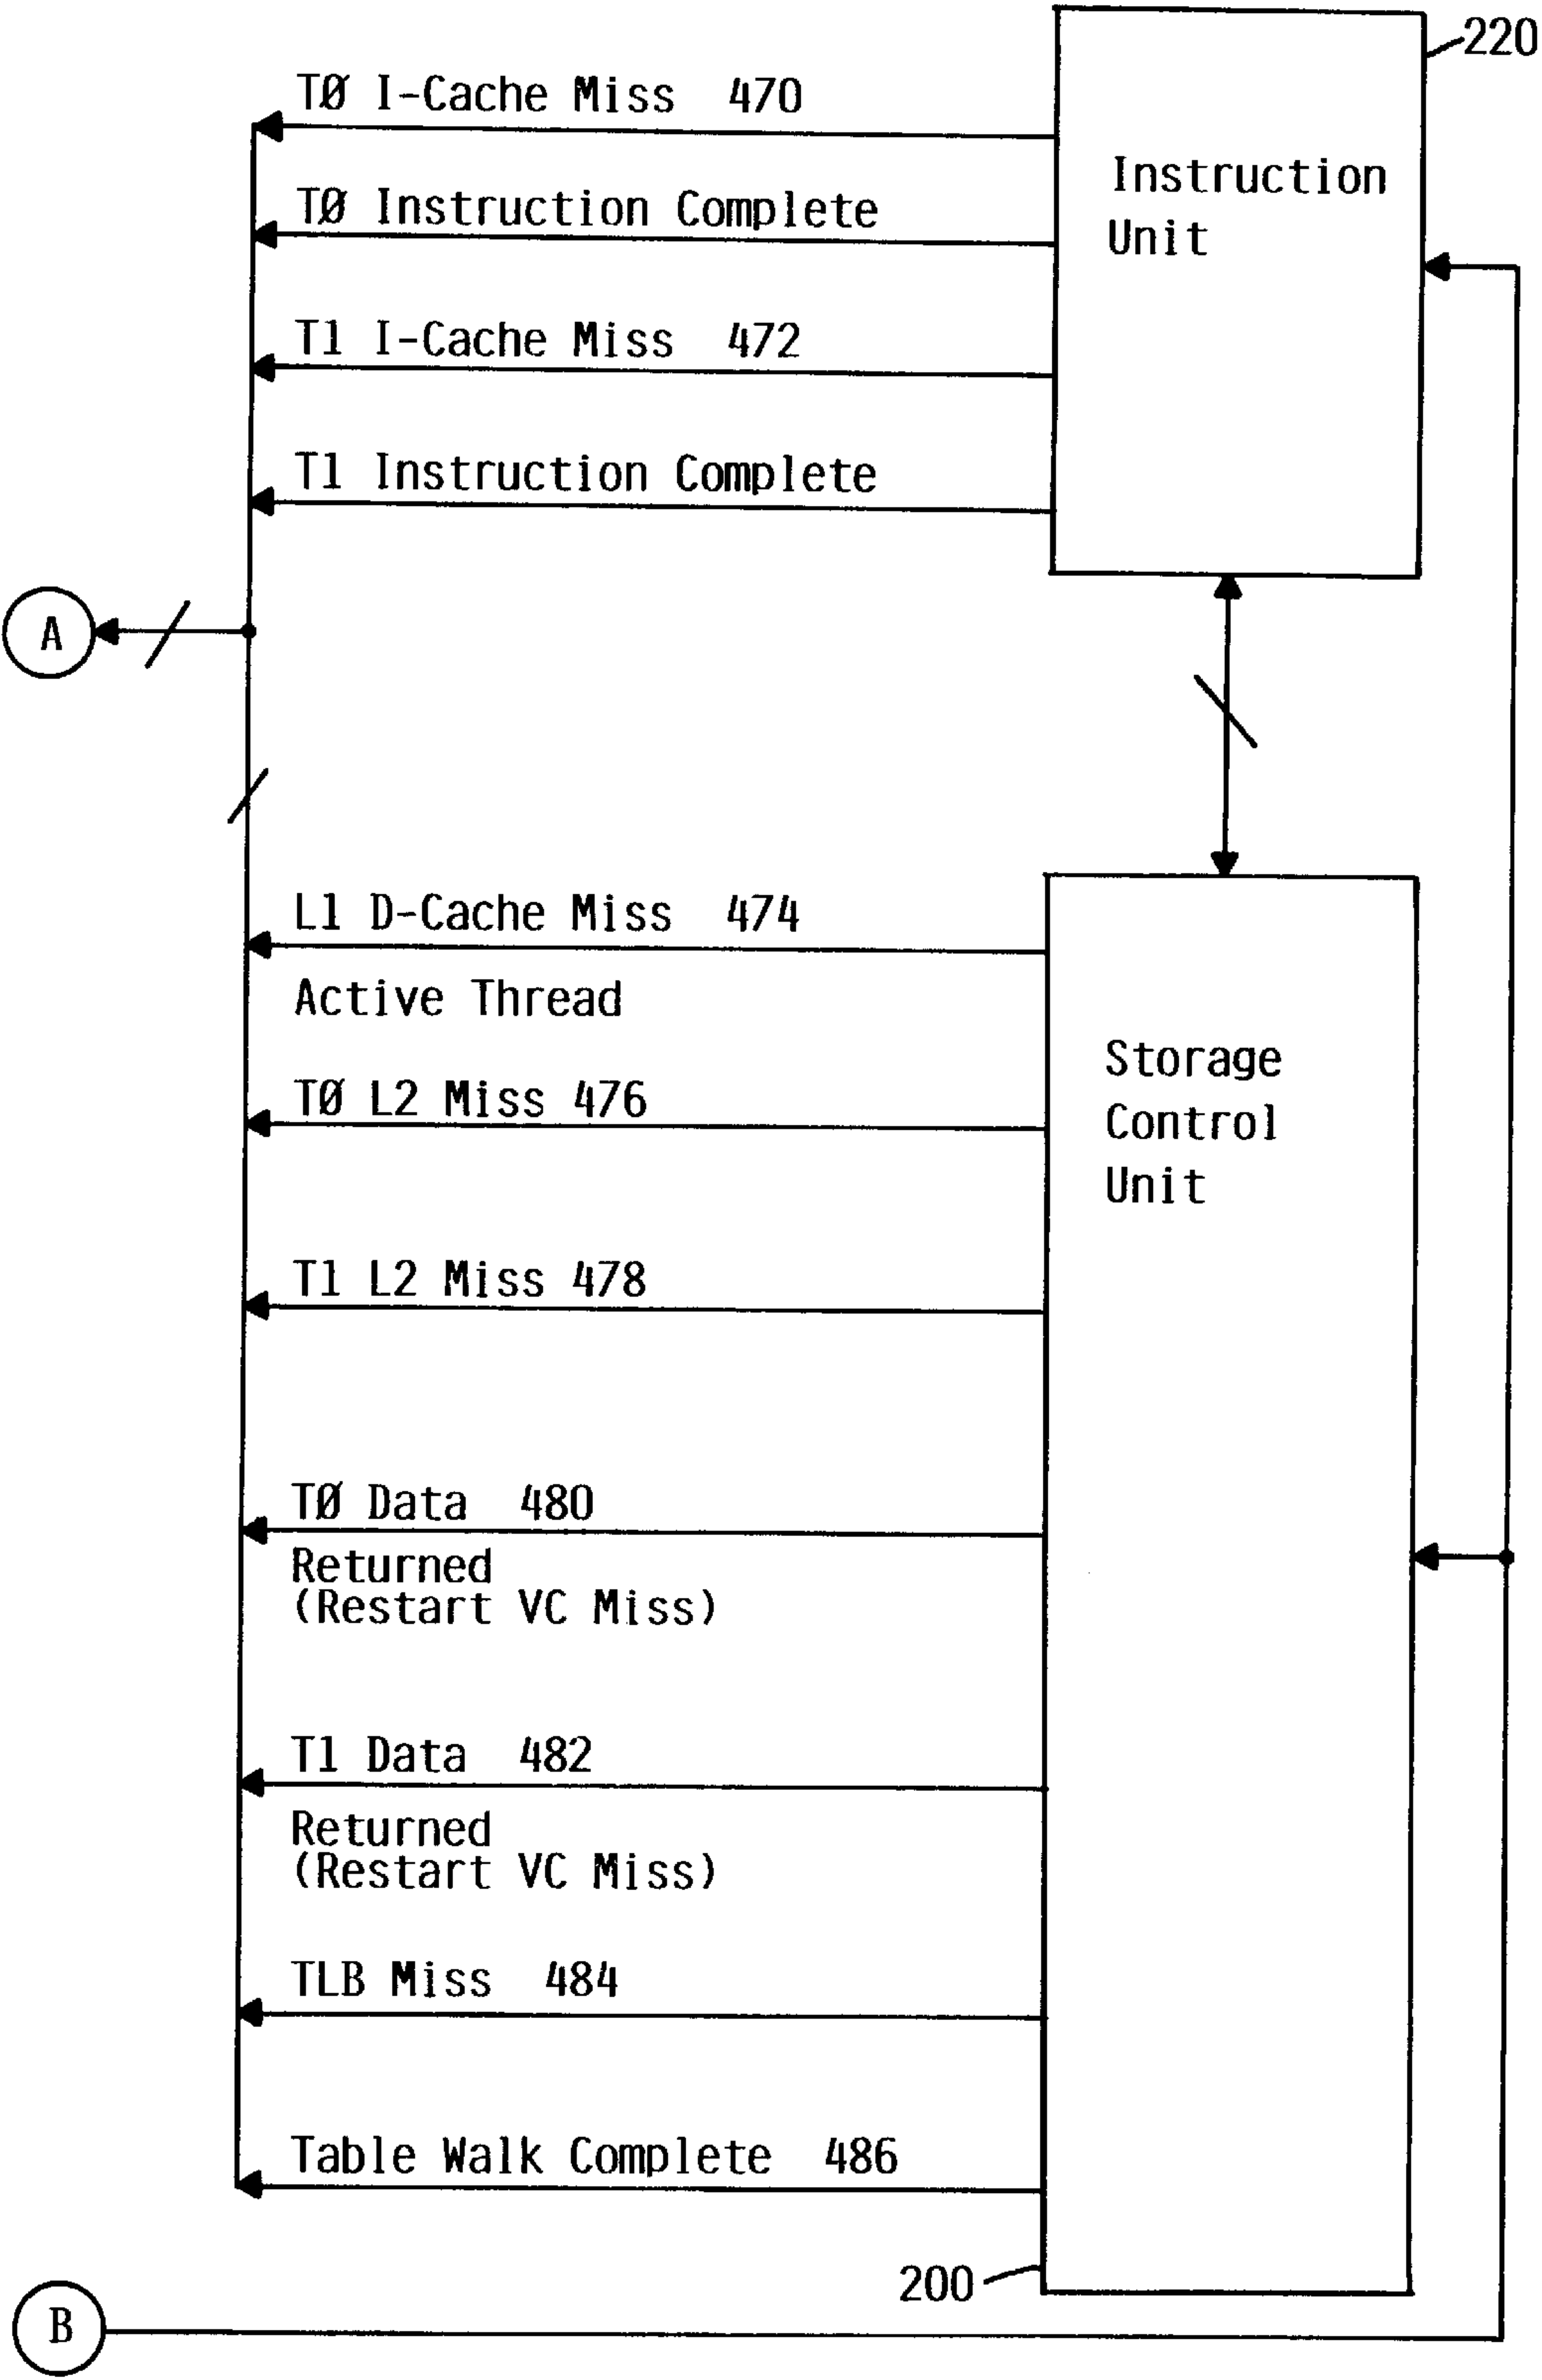 220
TØ I-Cache Miss 470
TØ Instruction Complete
T1 I-Cache Miss 472
T1 Instruction Complete
Instruction
Unit
A
L1 D-Cache Miss 474
Active Thread
TØ L2 Miss 476
T1 L2 Miss 478
TØ Data 480
Returned
(Restart VC Miss)
T1 Data 482
Returned
(Restart VC Miss)
TLB Miss 484
Table Walk Complete 486
Storage
Control
Unit
200
B